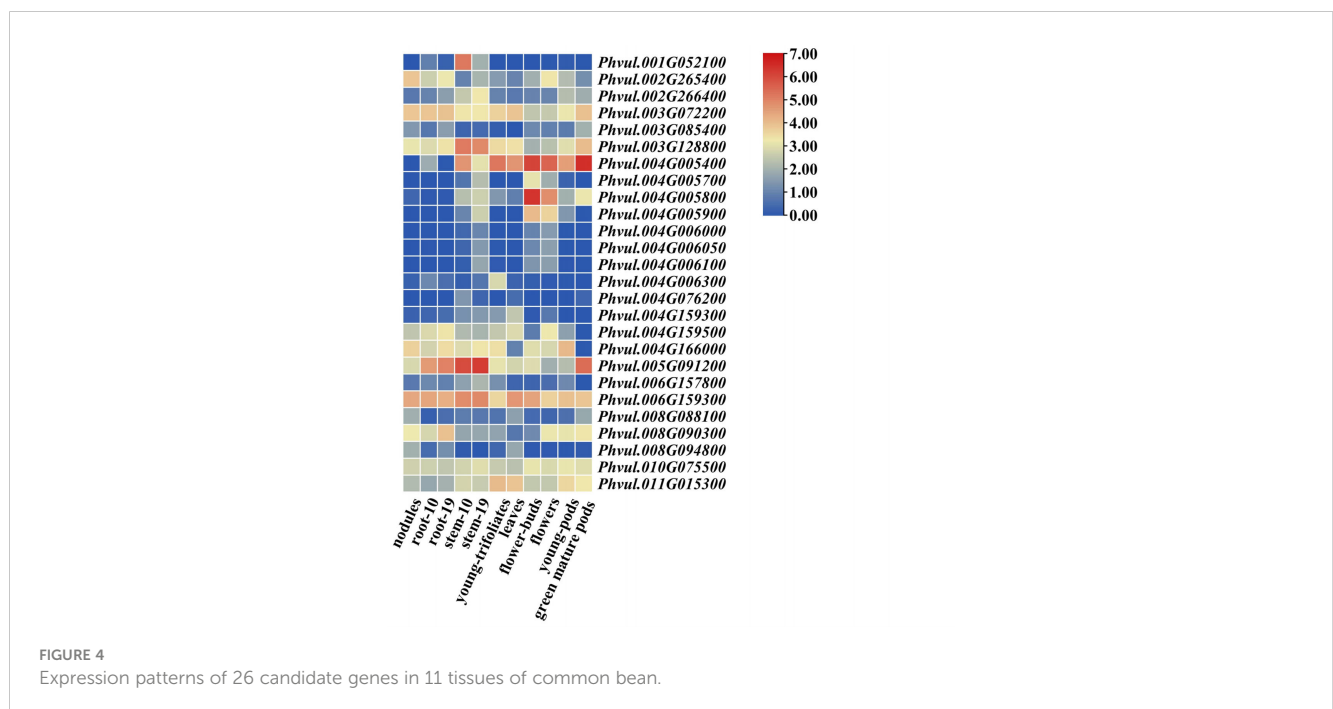 7.00
6.00
5.00
4.00
3.00
2.00
1.00
0.00
Phvul.001G052100
Phvul.002G265400
Phvul.002G266400
Phvul.003G072200
Phvul.003G085400
Phvul.003G128800
Phvul.004G005400
Phvul.004G005700
Phvul.004G005800
Phvul.004G005900
Phvul.004G006000
Phvul.004G006050
Phvul.004G006100
Phvul.004G006300
Phvul.004G076200
Phvul.004G159300
Phvul.004G159500
Phvul.004G166000
Phvul.005G091200
Phvul.006G157800
Phvul.006G159300
Phvul.008G088100
Phvul.008G090300
Phvul.008G094800
Phvul.010G075500
Phvul.011G015300
nodules
root-10
root-19
stem-10
stem-19
young-trifoliates
leaves
flower-buds
flowers
young-pods
green mature pods
FIGURE 4
Expression patterns of 26 candidate genes in 11 tissues of common bean.